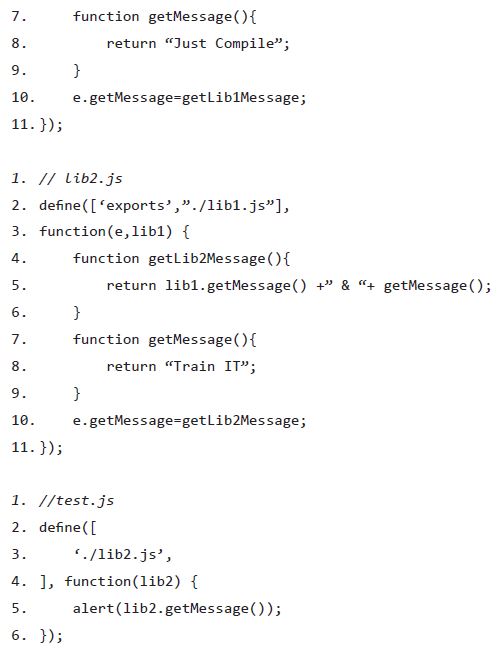 7.     function getMessage(){
8.         return “Just Compile”;
9.     }
10.    e.getMessage=getLib1Message;
11. });
1. // lib2.js
2. define([‘exports’,”./lib1.js”],
3. function(e,lib1) {
4.     function getLib2Message(){
5.         return lib1.getMessage() +” & “+ getMessage();
6.     }
7.     function getMessage(){
8.         return “Train IT”;
9.     }
10.    e.getMessage=getLib2Message;
11. });
1. //test.js
2. define([
3.     ‘./lib2.js’,
4. ], function(lib2) {
5.     alert(lib2.getMessage());
6. });